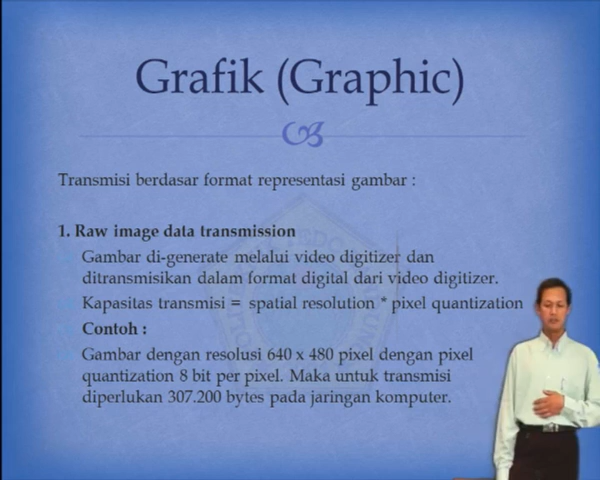 Grafik (Graphic)
Transmisi berdasar format representasi gambar :
1. Raw image data transmission
Gambar di-generate melalui video digitizer dan
ditransmisikan dalam format digital dari video digitizer.
Kapasitas transmisi = spatial resolution * pixel quantization
Contoh :
Gambar dengan resolusi 640 x 480 pixel dengan pixel
quantization 8 bit per pixel. Maka untuk transmisi
diperlukan 307.200 bytes pada jaringan komputer.